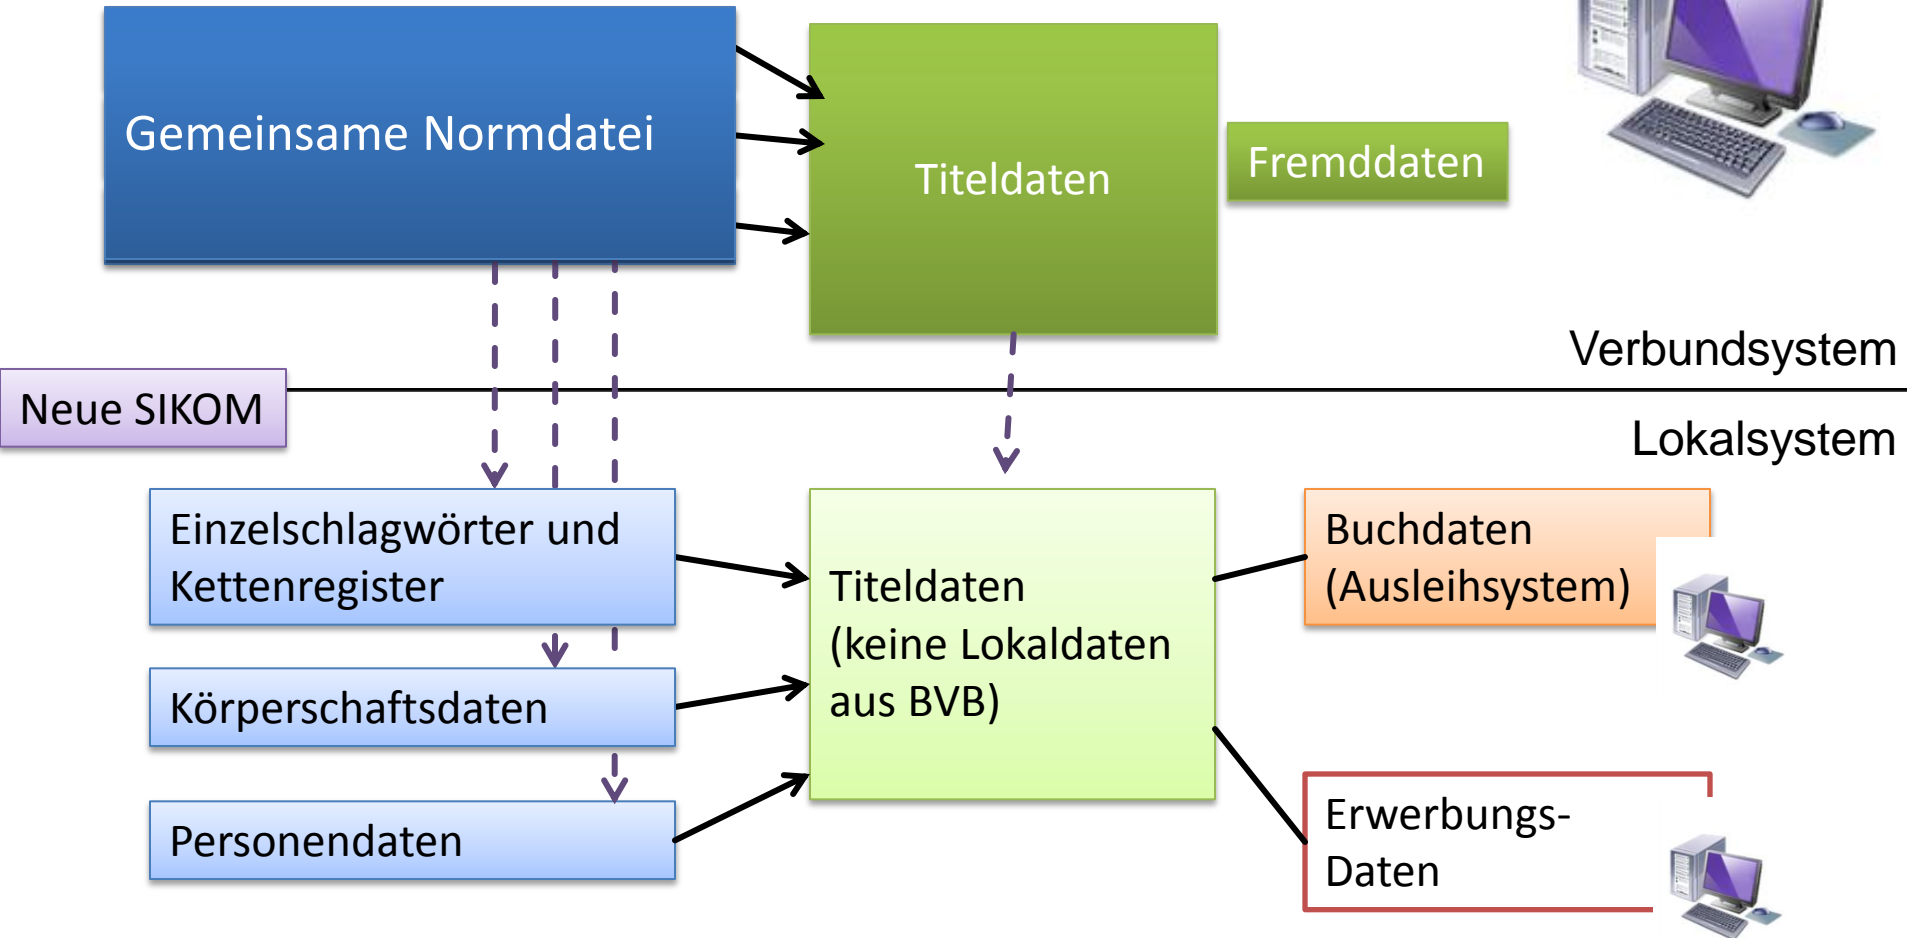 Gemeinsame Normdatei
Titeldaten
Fremddaten
Verbundsystem
Neue SIKOM
Lokalsystem
Einzelschlagwörter und
Kettenregister
Körperschaftsdaten
Personendaten
Titeldaten
(keine Lokaldaten
aus BVB)
Buchdaten
(Ausleihsystem)
Erwerbungs-
Daten